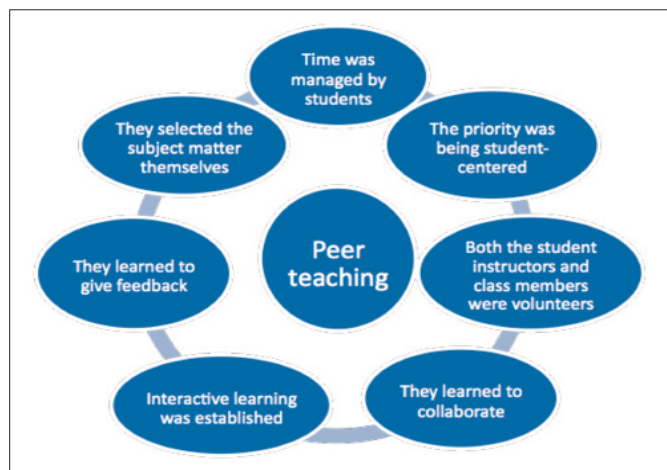 Time was
managed by
students
The priority was
being student-
centered
Both the student
instructors and
class members
were volunteers
They learned to
collaborate
Interactive learning
was established
They learned to
give feedback
They selected the
subject matter
themselves
Peer
teaching